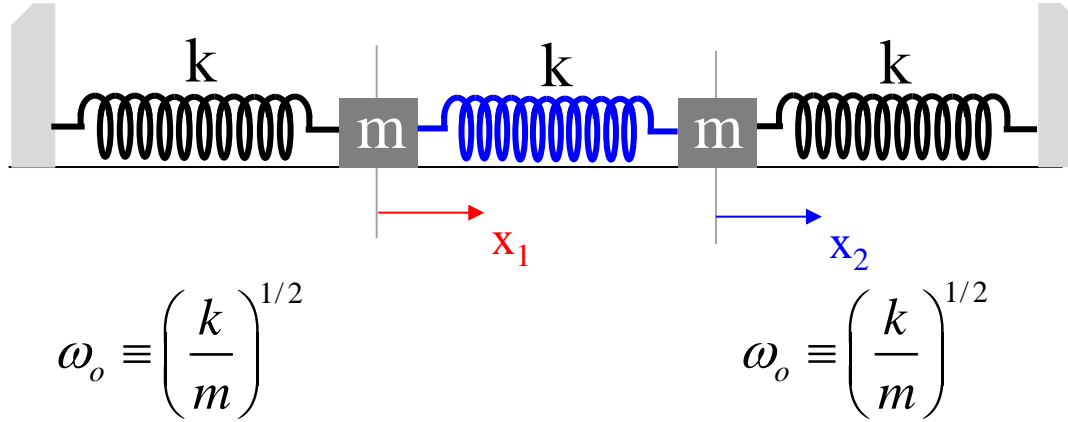 k k k
m m
x₁ x₂
ωₒ ≡ (k/m)^1/2 ωₒ ≡ (k/m)^1/2